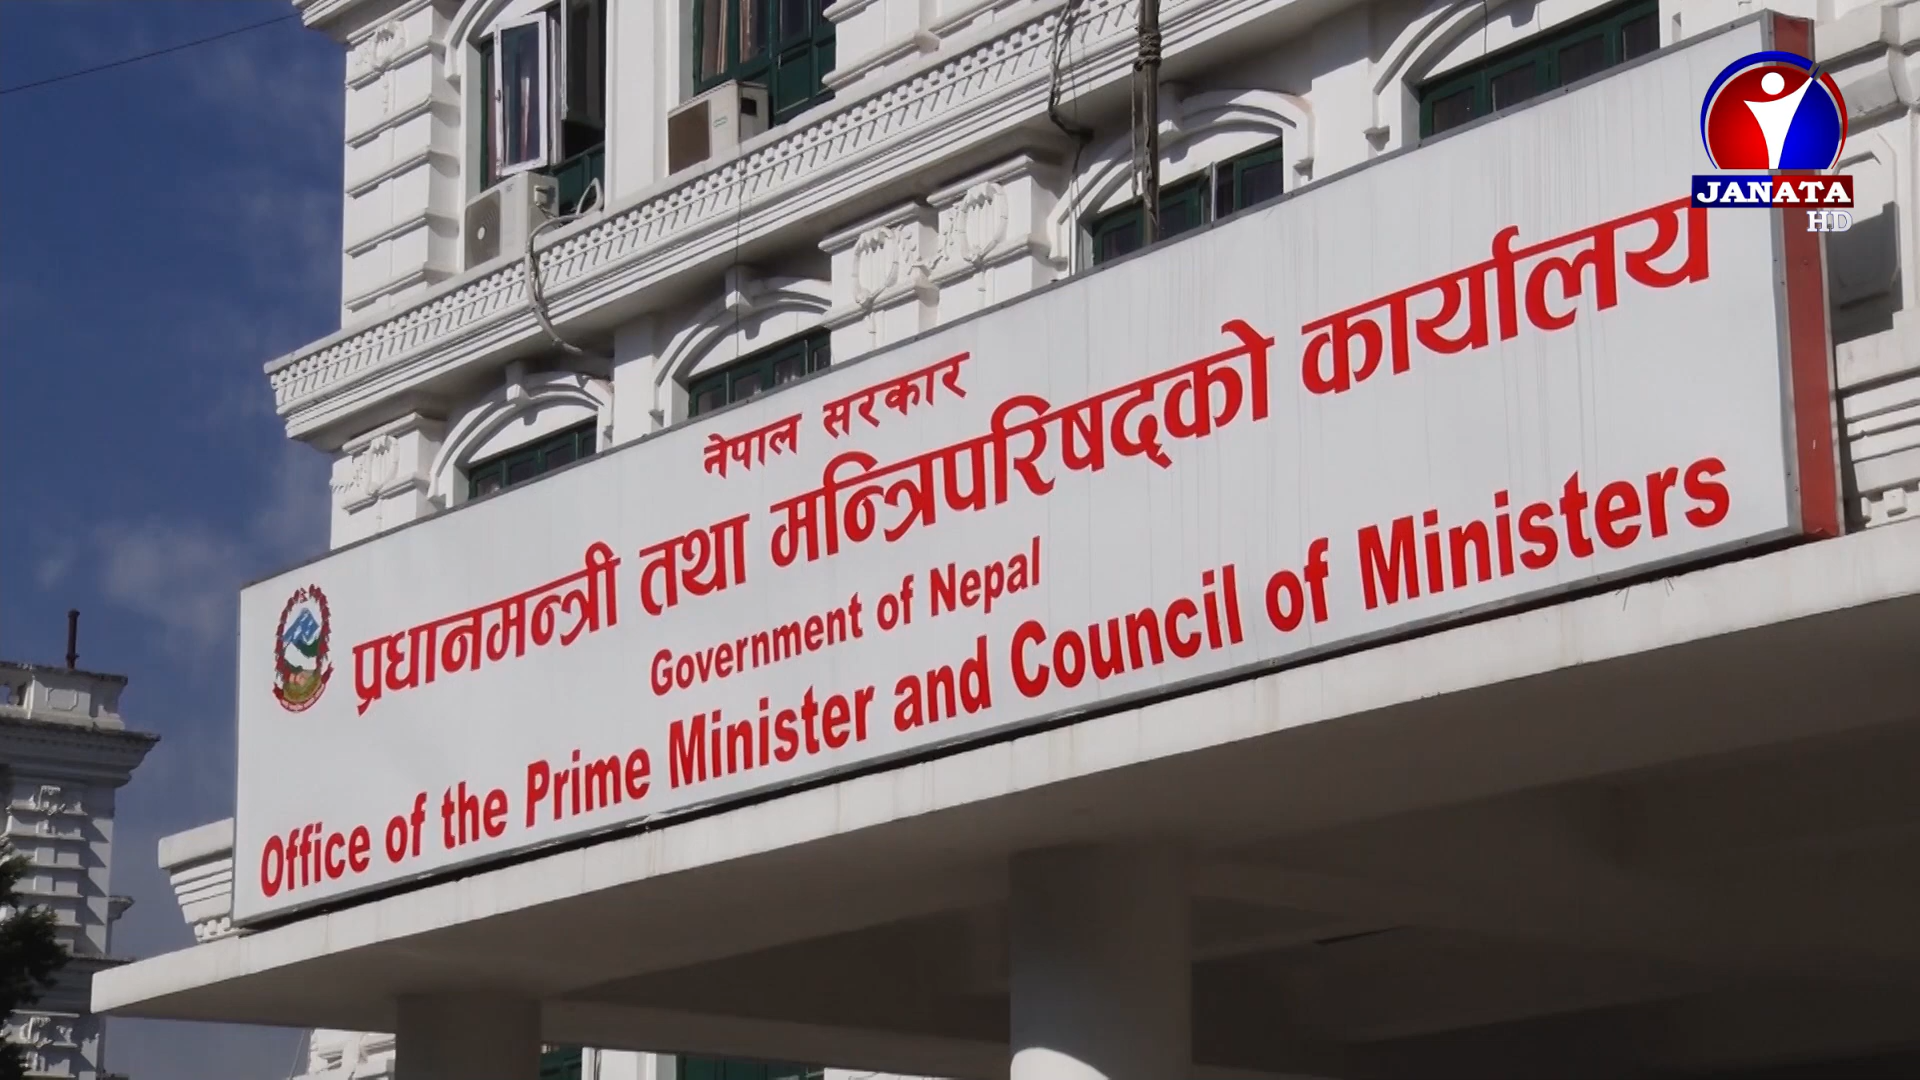 JANATA
HD
नेपाल सरकार
प्रधानमन्त्री तथा मन्त्रिपरिषद्को कार्यालय
Government of Nepal
Office of the Prime Minister and Council of Ministers